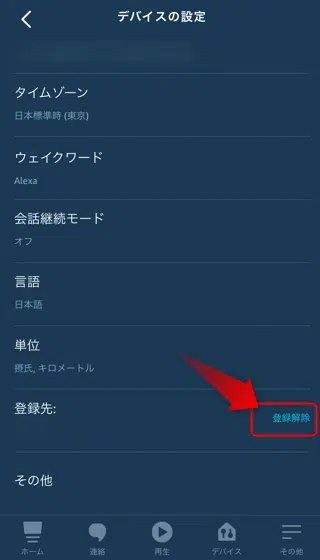 デバイスの設定
タイムゾーン
日本標準時 (東京)
ウェイクワード
Alexa
会話継続モード
オフ
言語
日本語
単位
摂氏, キロメートル
登録先:
登録解除
その他
ホーム
連絡
再生
デバイス
その他